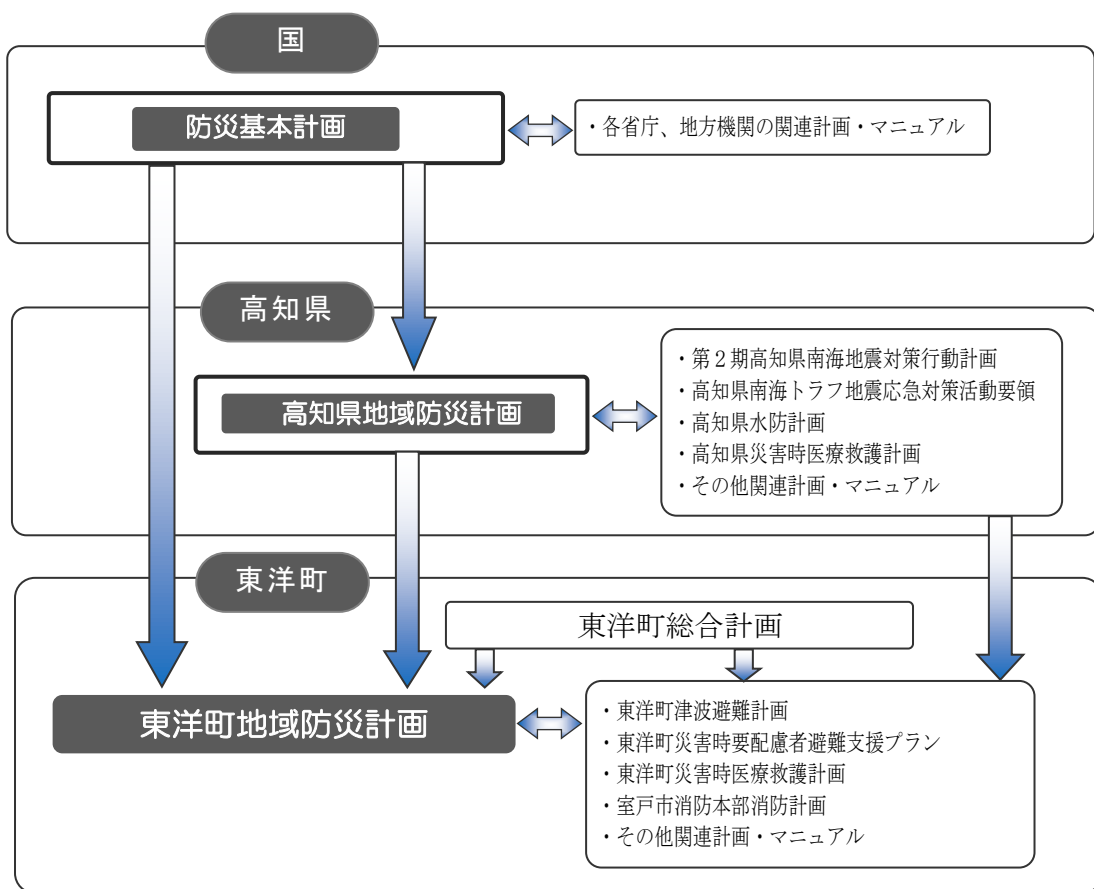 国
防災基本計画
・各省庁、地方機関の関連計画・マニュアル
高知県
・第２期高知県南海地震対策行動計画
・高知県南海トラフ地震応急対策活動要領
・高知県水防計画
・高知県災害時医療救護計画
・その他関連計画・マニュアル
高知県地域防災計画
東洋町
東洋町総合計画
東洋町地域防災計画
・東洋町津波避難計画
・東洋町災害時要配慮者避難支援プラン
・東洋町災害時医療救護計画
・室戸市消防本部消防計画
・その他関連計画・マニュアル